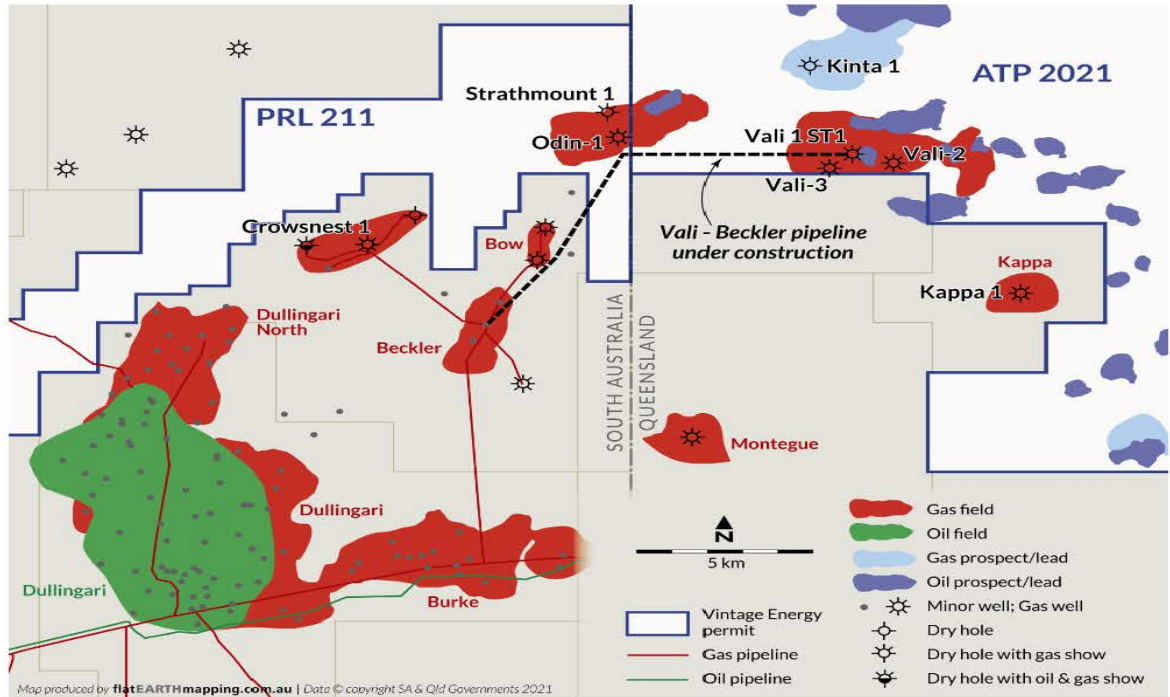 Kinta 1
ATP 2021
PRL 211
Strathmount 1
Odin-1
Vali 1 ST1
Vali-2
Vali-3
Crowsnest 1
Bow
Vali - Beckler pipeline
under construction
Kappa
Kappa 1
Dullingari
North
Beckler
SOUTH AUSTRALIA
QUEENSLAND
Montegue
Dullingari
Dullingari
Burke
N
5 km
Gas field
Oil field
Gas prospect/lead
Oil prospect/lead
Minor well; Gas well
Dry hole
Dry hole with gas show
Dry hole with oil & gas show
Vintage Energy
permit
Gas pipeline
Oil pipeline
Map produced by flatEARTHmapping.com.au | Data © copyright SA & Qld Governments 2021